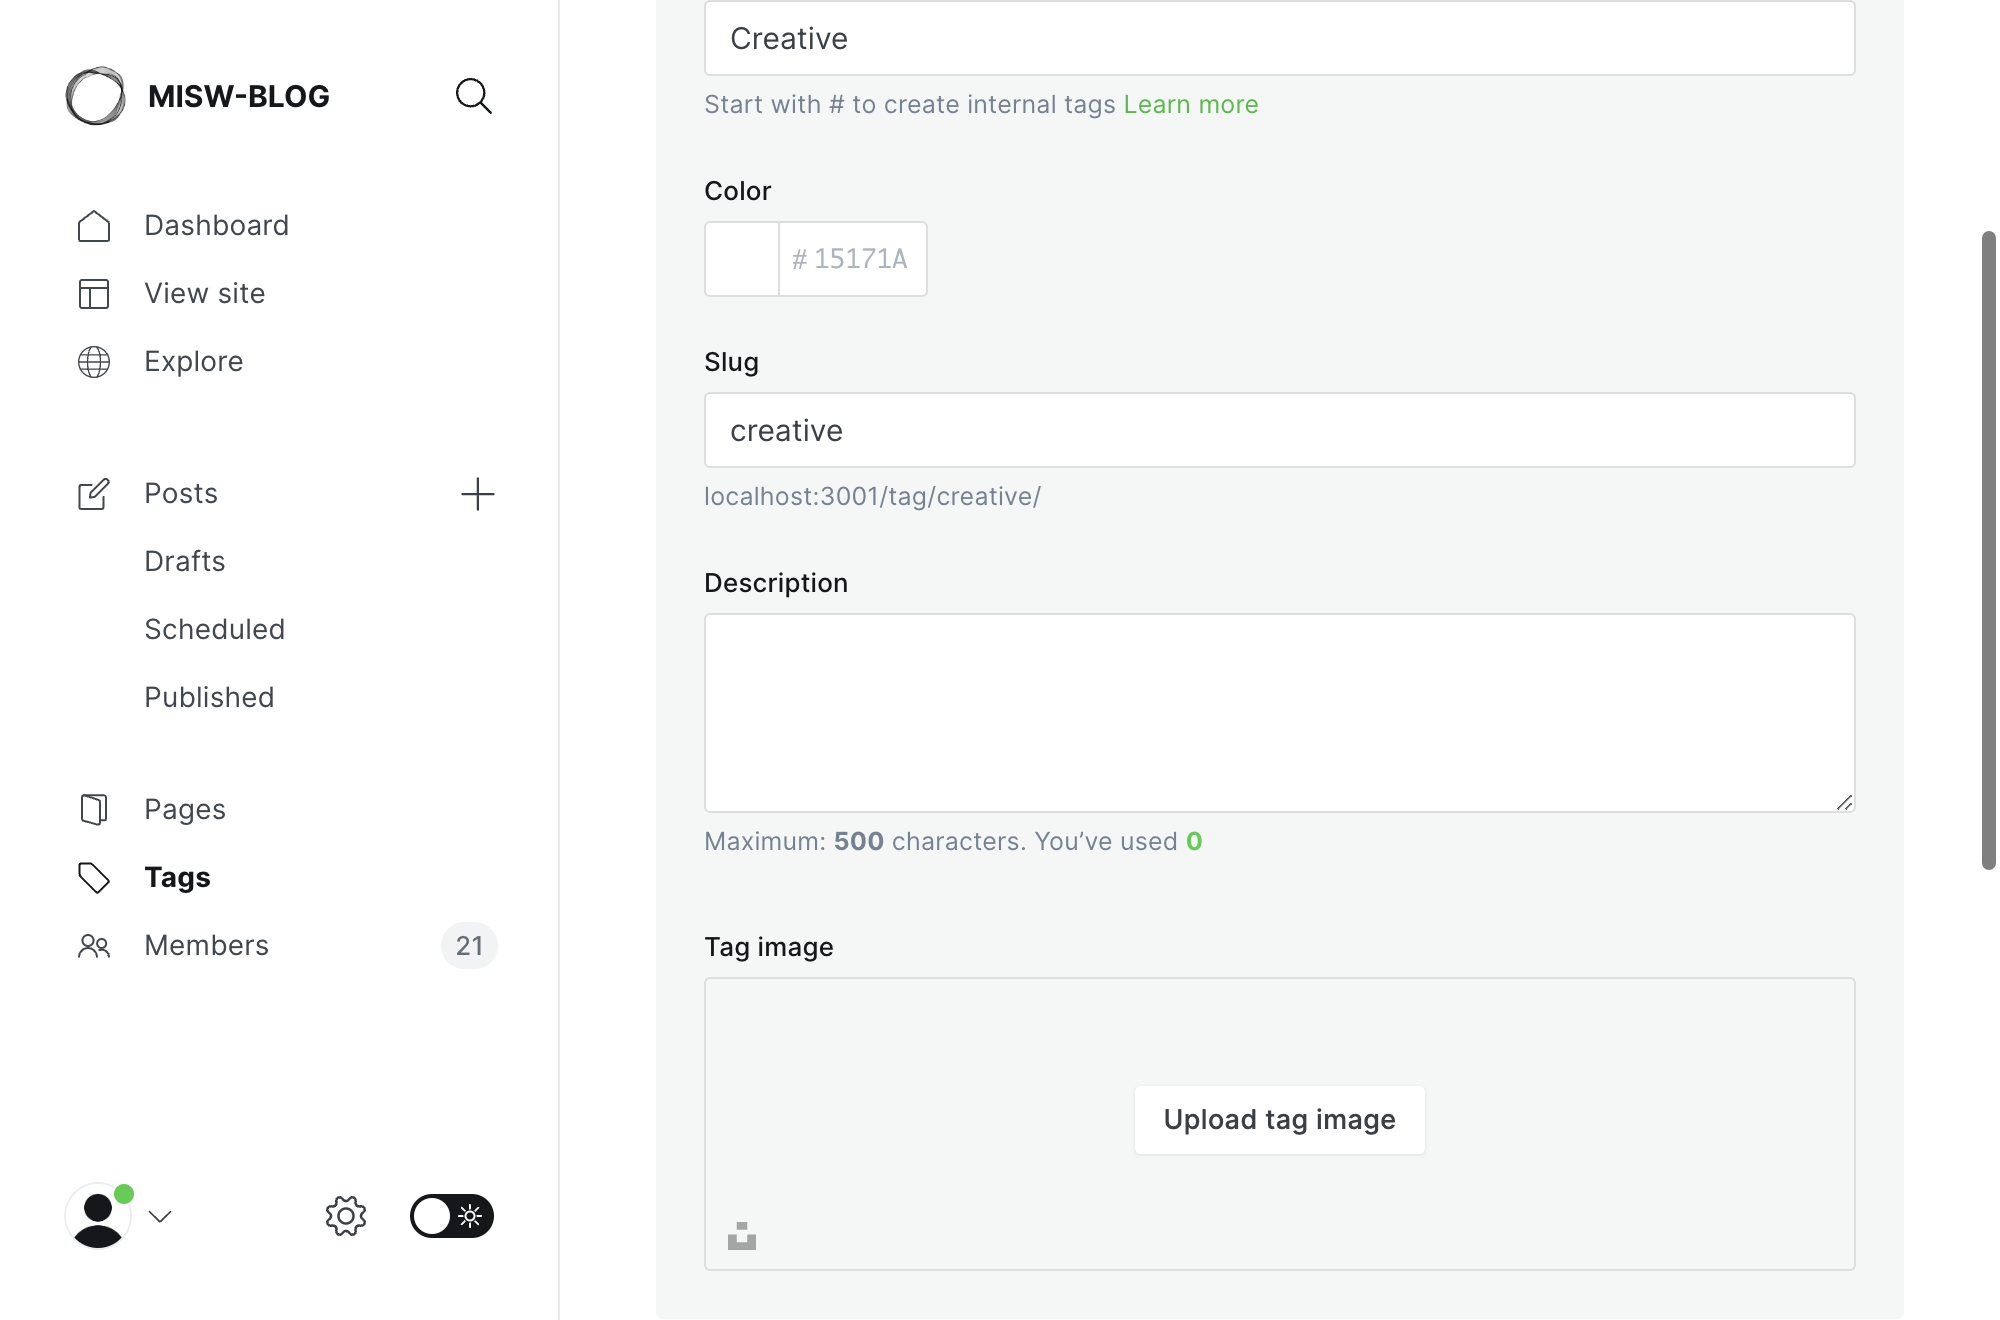 MISW-BLOG
Dashboard
View site
Explore
Posts
Drafts
Scheduled
Published
Pages
Tags
Members 21
Creative
Start with # to create internal tags Learn more
Color
# 15171A
Slug
creative
localhost:3001/tag/creative/
Description
Maximum: 500 characters. You’ve used 0
Tag image
Upload tag image